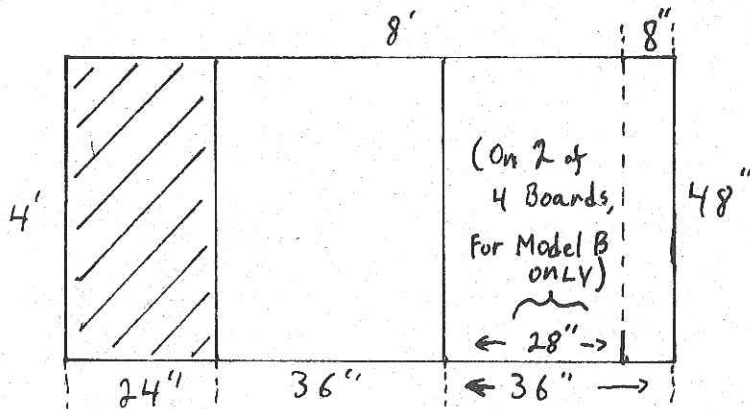 8'
8"
4'
(On 2 of
4 Boards,
For Model B
ONLY)
48"
← 28" →
24"
36"
← 36" →